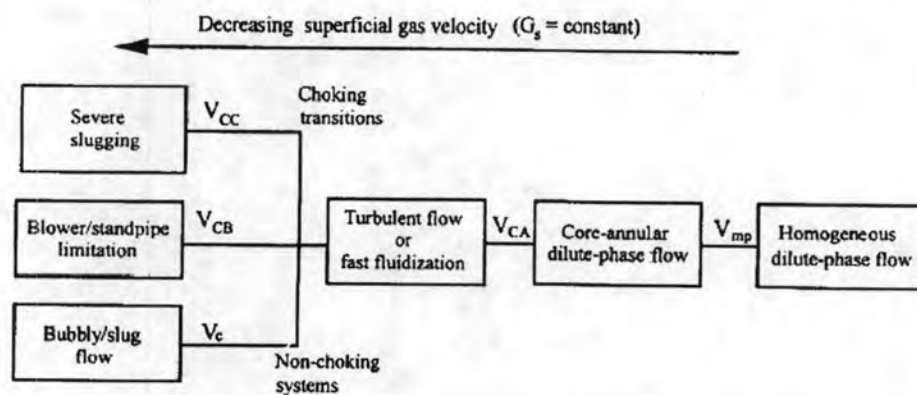 Decreasing superficial gas velocity (G_s = constant)
Severe
slugging
V_CC
Choking
transitions
Blower/standpipe
limitation
V_CB
Turbulent flow
or
fast fluidization
V_CA
Core-annular
dilute-phase flow
V_mp
Homogeneous
dilute-phase flow
Bubbly/slug
flow
V_c
Non-choking
systems